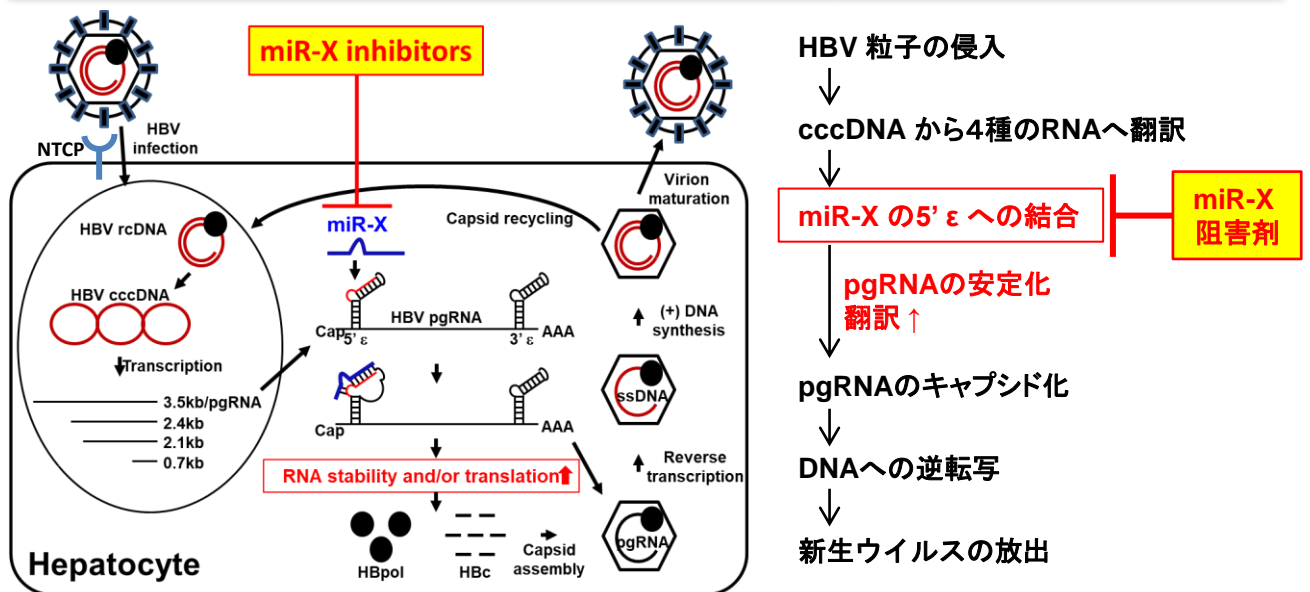 miR-X inhibitors
HBV
infection
NTCP
HBV rcDNA
HBV cccDNA
Transcription
3.5kb/pgRNA
2.4kb
2.1kb
0.7kb
miR-X
HBV pgRNA
Cap
5’ ε
3’ ε
AAA
Cap
AAA
RNA stability and/or translation⬆
HBpol
HBc
Capsid
assembly
pgRNA
Reverse
transcription
ssDNA
(+) DNA
synthesis
Capsid recycling
Virion
maturation
Hepatocyte
HBV 粒子の侵入
cccDNA から4種のRNAへ翻訳
miR-X の5’ ε への結合
miR-X
阻害剤
pgRNAの安定化
翻訳 ↑
pgRNAのキャプシド化
DNAへの逆転写
新生ウイルスの放出